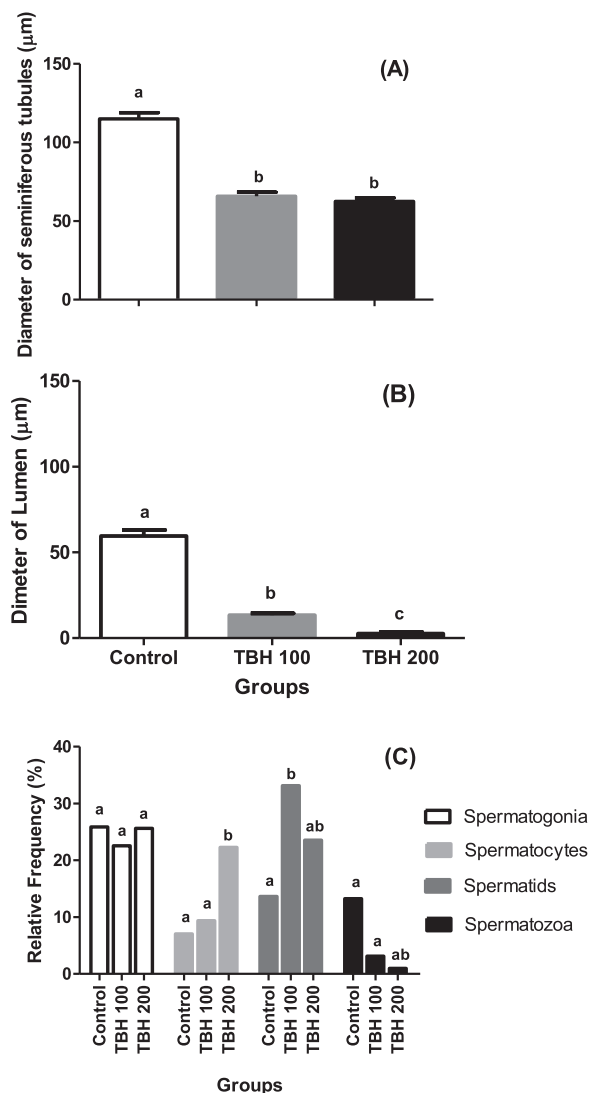 Diameter of seminiferous tubules (μm)
150
100
50
0
(A)
a
b
b
Dimeter of Lumen (μm)
150
100
50
0
(B)
a
b
c
Control TBH 100 TBH 200
Groups
Relative Frequency (%)
40
30
20
10
0
(C)
a
a
a
a
a
b
a
b
ab
a
a
ab
Spermatogonia
Spermatocytes
Spermatids
Spermatozoa
Control
TBH 100
TBH 200
Control
TBH 100
TBH 200
Control
TBH 100
TBH 200
Control
TBH 100
TBH 200
Groups